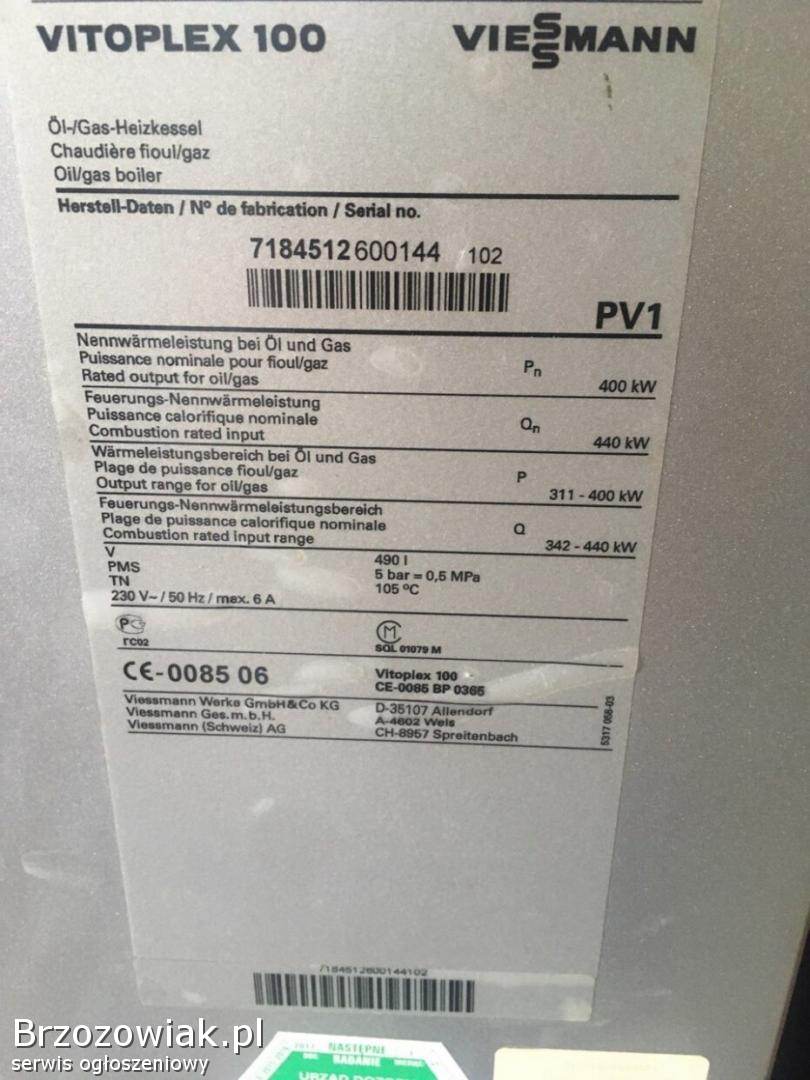 VITOPLEX 100
VIESSMANN
Öl-/Gas-Heizkessel
Chaudière fioul/gaz
Oil/gas boiler
Herstell-Daten / Nº de fabrication / Serial no.
7184512600144 102
PV1
Nennwärmeleistung bei Öl und Gas
Puissance nominale pour fioul/gaz
Rated output for oil/gas
Pn
400 kW
Feuerungs-Nennwärmeleistung
Puissance calorifique nominale
Combustion rated input
Qn
440 kW
Wärmeleistungsbereich bei Öl und Gas
Plage de puissance fioul/gaz
Output range for oil/gas
P
311 - 400 kW
Feuerungs-Nennwärmeleistungsbereich
Plage de puissance calorifique nominale
Combustion rated input range
Q
342 - 440 kW
V 490 l
PMS 5 bar = 0,5 MPa
TN 105 ºC
230 V~ / 50 Hz / max. 6 A
ГC02
SQL 01079 M
CE-0085 06
Vitoplex 100
CE-0085 BP 0365
Viessmann Werke GmbH&Co KG D-35107 Allendorf
Viessmann Ges.m.b.H. A-4602 Wels
Viessmann (Schweiz) AG CH-8957 Spreitenbach
5317 058-03
7184512600144102
Brzozowiak.pl
serwis ogłoszeniowy
NASTĘPNE
BADANIE
URZĄD